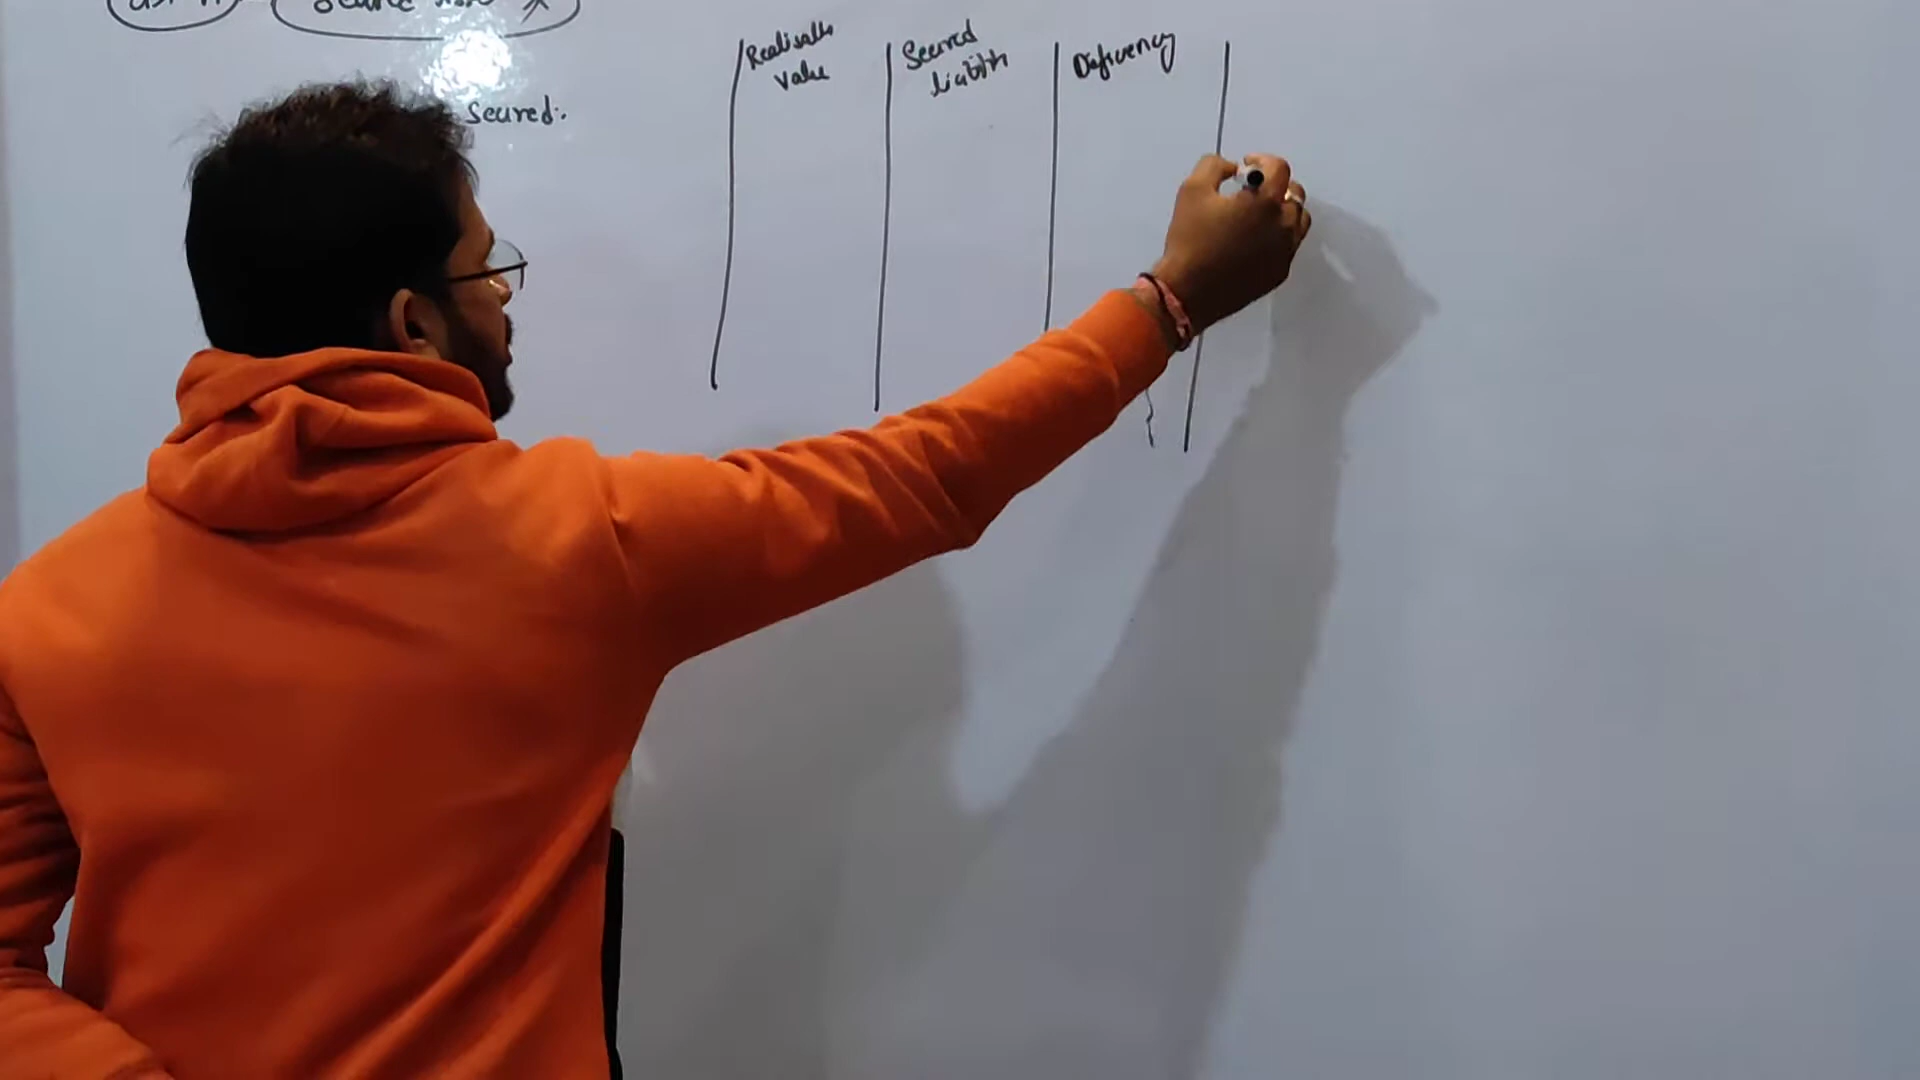 Secured:
Realisable
Value
Secured
liability
Deficiency